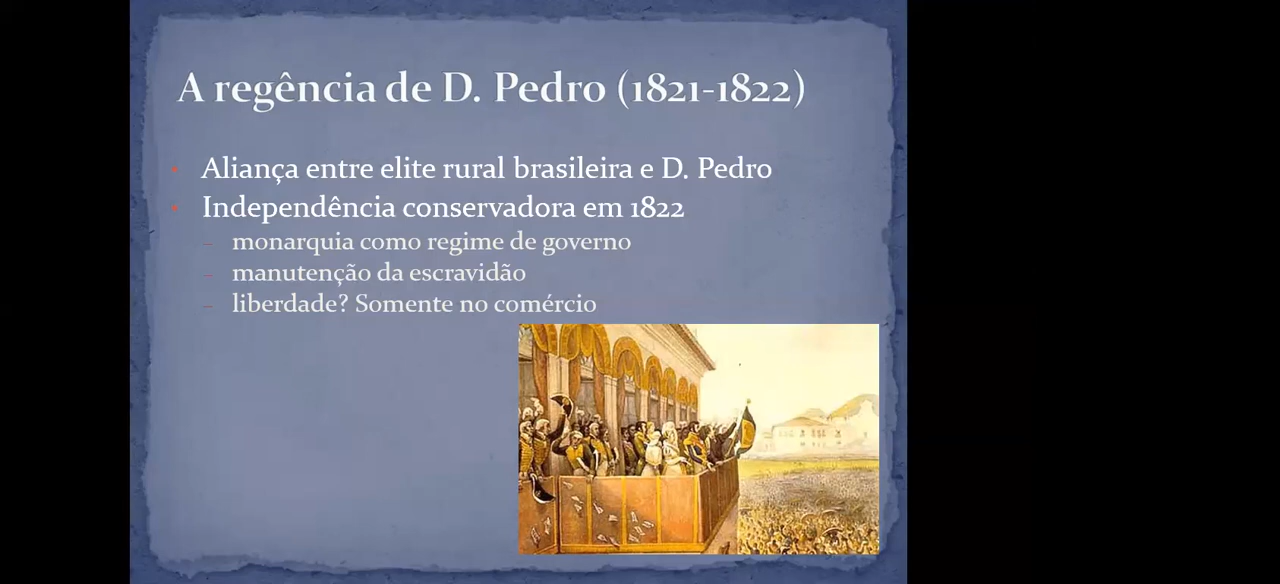 A regência de D. Pedro (1821-1822)
• Aliança entre elite rural brasileira e D. Pedro
• Independência conservadora em 1822
– monarquia como regime de governo
– manutenção da escravidão
– liberdade? Somente no comércio